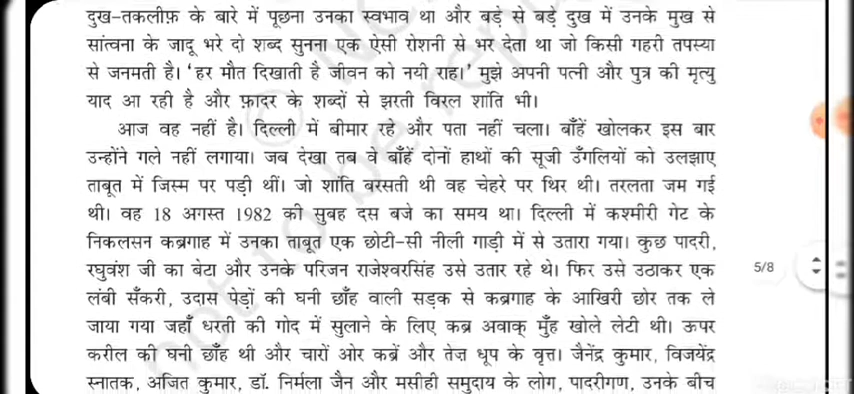 दुख-तकलीफ़ के बारे में पूछना उनका स्वभाव था और बड़े से बड़े दुख में उनके मुख से
सांत्वना के जादू भरे दो शब्द सुनना एक ऐसी रोशनी से भर देता था जो किसी गहरी तपस्या
से जनमती है। 'हर मौत दिखाती है जीवन को नयी राह।' मुझे अपनी पत्नी और पुत्र की मृत्यु
याद आ रही है और फ़ादर के शब्दों से झरती विरल शांति भी।
आज वह नहीं है। दिल्ली में बीमार रहे और पता नहीं चला। बाँहें खोलकर इस बार
उन्होंने गले नहीं लगाया। जब देखा तब वे बाँहें दोनों हाथों की सूजी उँगलियों को उलझाए
ताबूत में जिस्म पर पड़ी थीं। जो शांति बरसती थी वह चेहरे पर थिर थी। तरलता जम गई
थी। वह 18 अगस्त 1982 की सुबह दस बजे का समय था। दिल्ली में कश्मीरी गेट के
निकलसन कब्रगाह में उनका ताबूत एक छोटी-सी नीली गाड़ी में से उतारा गया। कुछ पादरी,
रघुवंश जी का बेटा और उनके परिजन राजेश्वरसिंह उसे उतार रहे थे। फिर उसे उठाकर एक
5/8
लंबी सँकरी, उदास पेड़ों की घनी छाँह वाली सड़क से कब्रगाह के आखिरी छोर तक ले
जाया गया जहाँ धरती की गोद में सुलाने के लिए कब्र अवाक् मुँह खोले लेटी थी। ऊपर
करील की घनी छाँह थी और चारों ओर कब्रें और तेज़ धूप के वृत्त। जैनेंद्र कुमार, विजयेंद्र
स्नातक, अजित कुमार, डॉ. निर्मला जैन और मसीही समुदाय के लोग, पादरीगण, उनके बीच
not to be republ